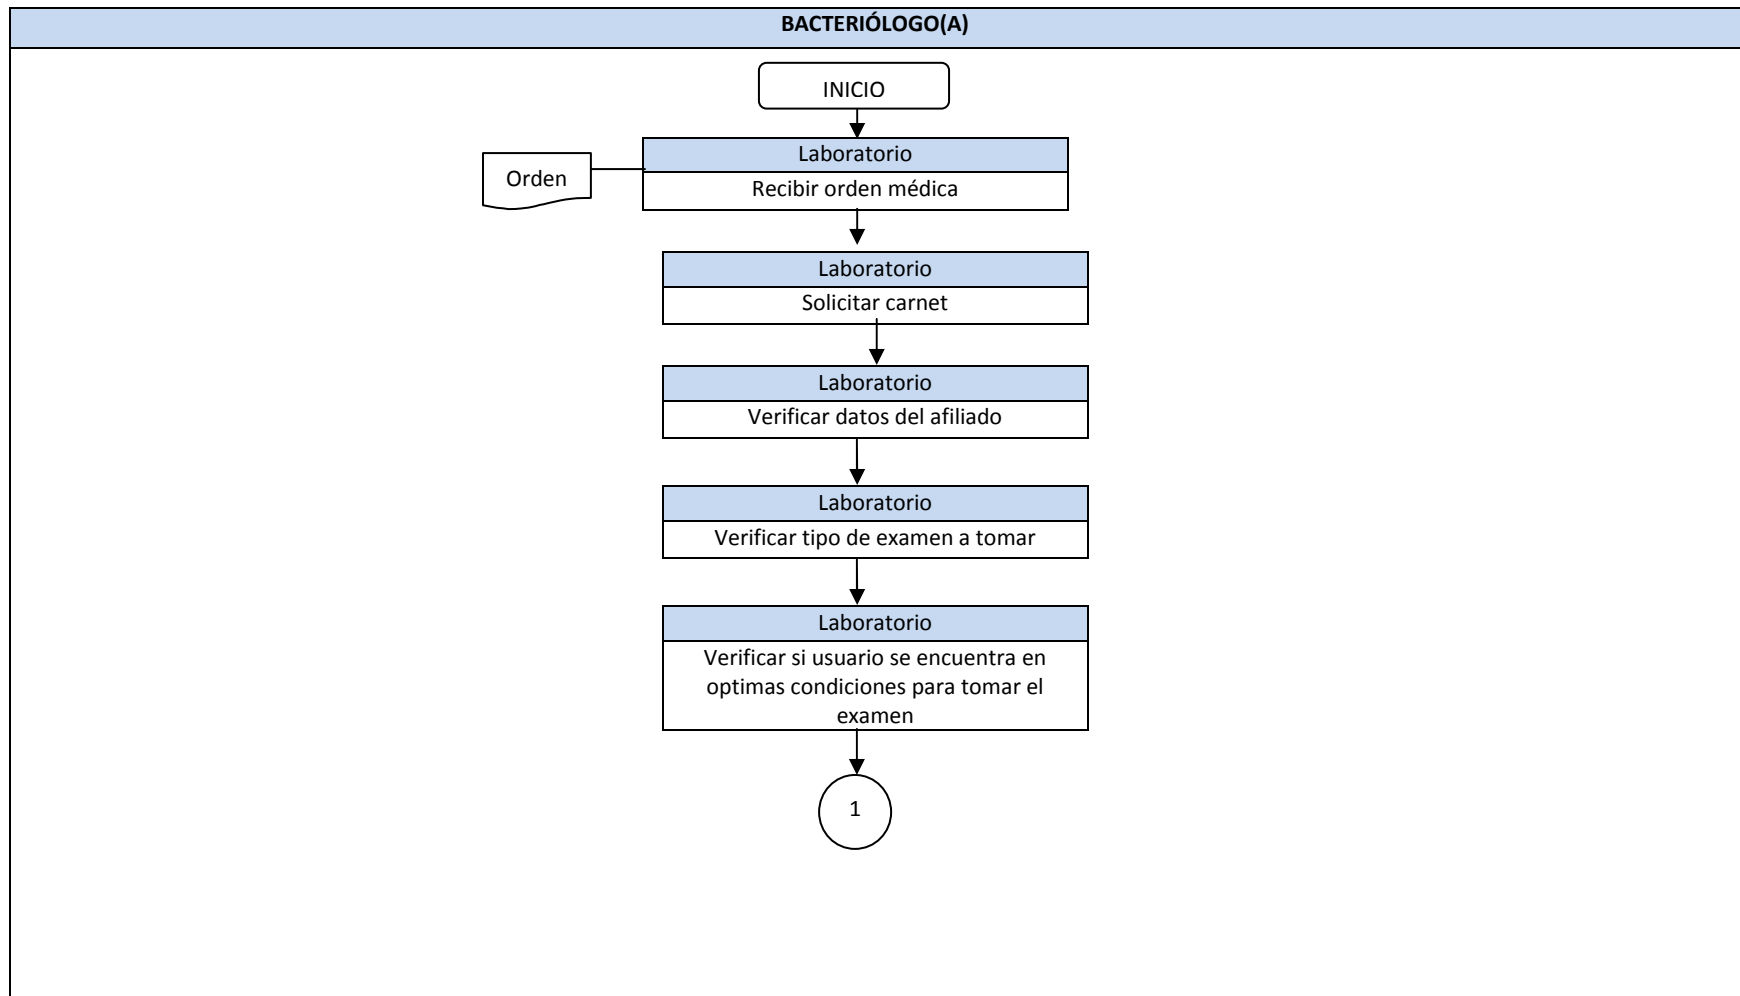 BACTERIÓLOGO(A)
INICIO
Laboratorio
Orden
Recibir orden médica
Laboratorio
Solicitar carnet
Laboratorio
Verificar datos del afiliado
Laboratorio
Verificar tipo de examen a tomar
Laboratorio
Verificar si usuario se encuentra en
optimas condiciones para tomar el
examen
1